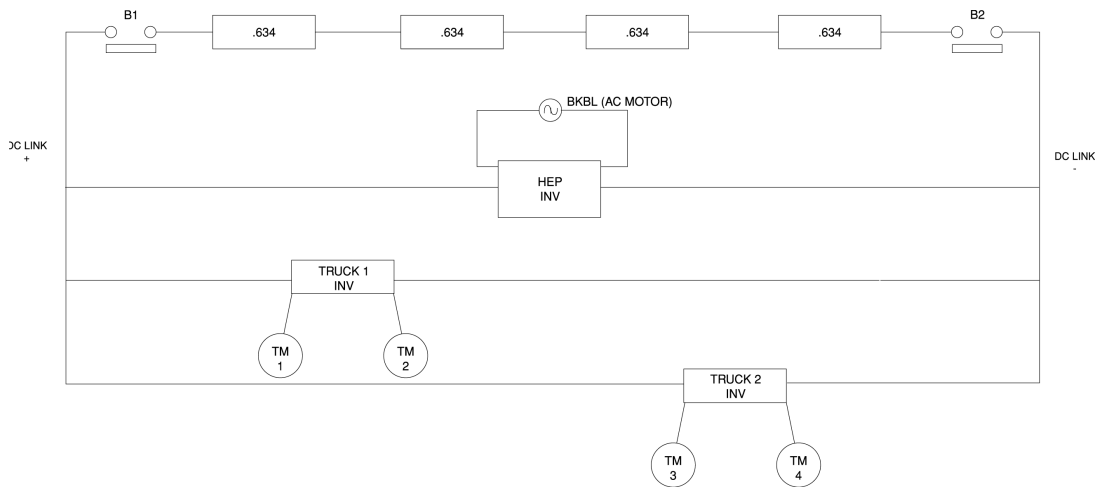 B1
B2
.634
.634
.634
.634
BKBL (AC MOTOR)
DC LINK
+
HEP
INV
DC LINK
-
TRUCK 1
INV
TM
1
TM
2
TRUCK 2
INV
TM
3
TM
4